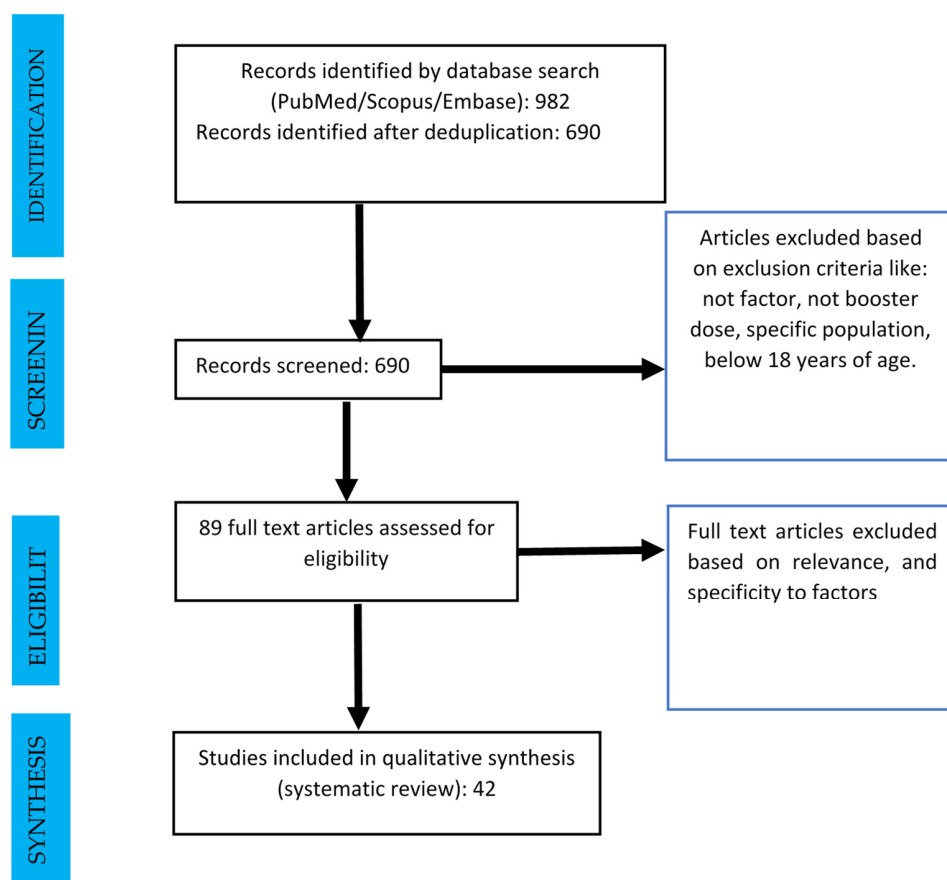 IDENTIFICATION
Records identified by database search
(PubMed/Scopus/Embase): 982
Records identified after deduplication: 690
Articles excluded based
on exclusion criteria like:
not factor, not booster
dose, specific population,
below 18 years of age.
SCREENIN
Records screened: 690
ELIGIBILIT
89 full text articles assessed for
eligibility
Full text articles excluded
based on relevance, and
specificity to factors
SYNTHESIS
Studies included in qualitative synthesis
(systematic review): 42